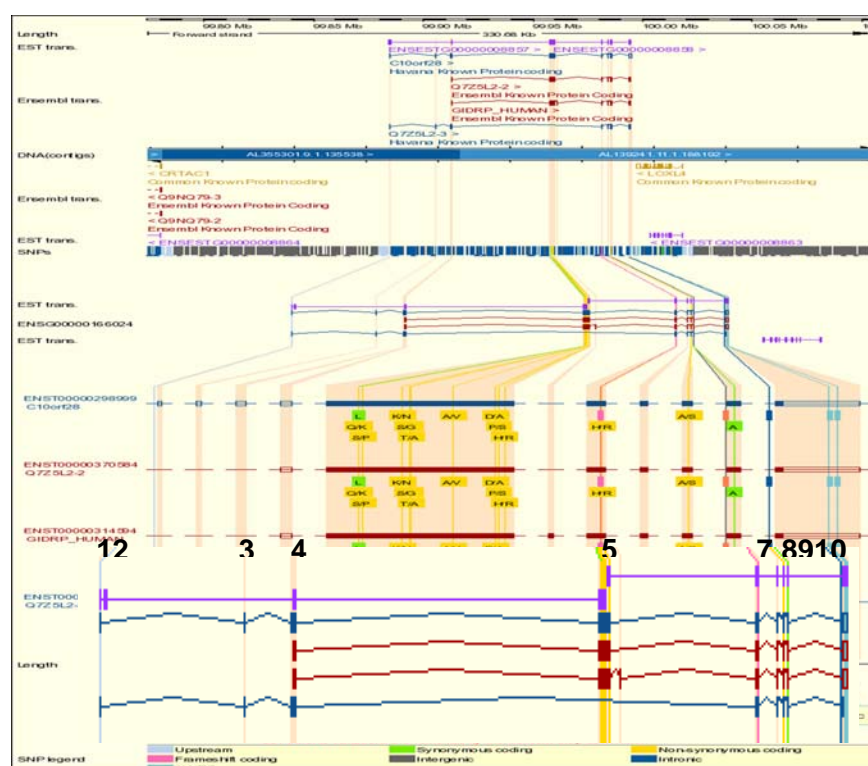 99.80 Mb 99.85 Mb 99.90 Mb 99.95 Mb 100.00 Mb 100.05 Mb
Length Forward strand 330.68 Kb
EST trans. ENSESTG00000008857 > ENSESTG00000008858 >
C10orf28 >
Havana Known Protein coding
Q7Z5L2-2 >
Ensembl trans. Ensembl Known Protein Coding
GIDRP_HUMAN >
Ensembl Known Protein Coding
Q7Z5L2-3 >
Havana Known Protein Coding
DNA(contigs) AL355301.9.1.135538 > AL139241.11.1.186192 >
< CRTAC1 < LOXL4
Common Known Protein coding Common Known Protein coding
< Q9NQ79-3
Ensembl trans. Ensembl Known Protein Coding
< Q9NQ79-2
Ensembl Known Protein Coding
EST trans. < ENSESTG00000008864 < ENSESTG00000008863
SNPs
EST trans.
ENSG00000166024
EST trans.
ENST00000298999
C10orf28
L K/N A/V D/A H/R A/S
Q/K S/G P/S A
S/P T/A H/R
ENST00000370584
Q7Z5L2-2
L K/N A/V D/A H/R A/S
Q/K S/G P/S A
S/P T/A H/R
ENST00000314594
GIDRP_HUMAN
12 3 4 5 7 8910
ENST000
Q7Z5L2-
Length
SNP legend Upstream Synonymous coding Non-synonymous coding
Frameshift coding Intergenic Intronic